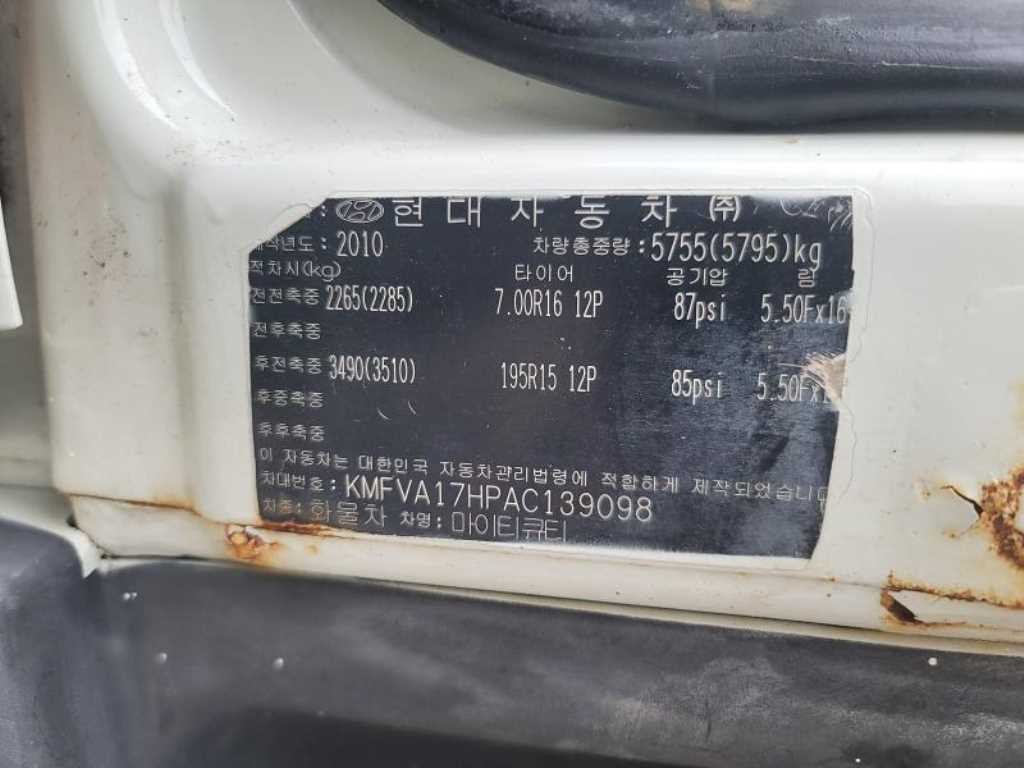 : 현대자동차 ㈜
제작년도 : 2010 차량총중량 : 5755(5795)kg
적차시(kg) 타이어 공기압 림
전전축중 2265(2285) 7.00R16 12P 87psi 5.50Fx16
전후축중
후전축중 3490(3510) 195R15 12P 85psi
후중축중
후후축중
이 자동차는 대한민국 자동차관리법령에 적합하게 제작되었습니다
차대번호 : KMFVA17HPAC139098
차종 : 화물차 차명 : 마이티큐티